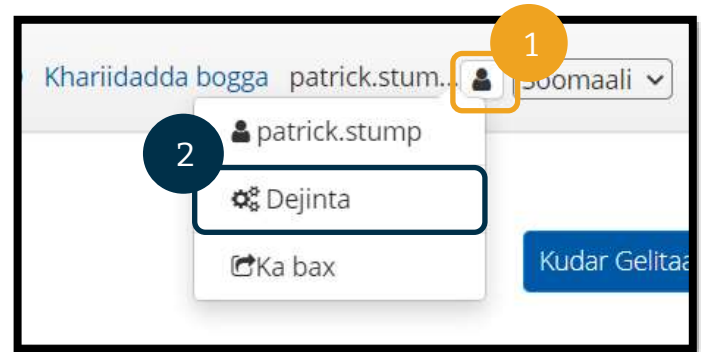 1
Khariidadda bogga patrick.stum... Soomaali
patrick.stump
2
Dejinta
Ka bax
Kudar Gelitaa